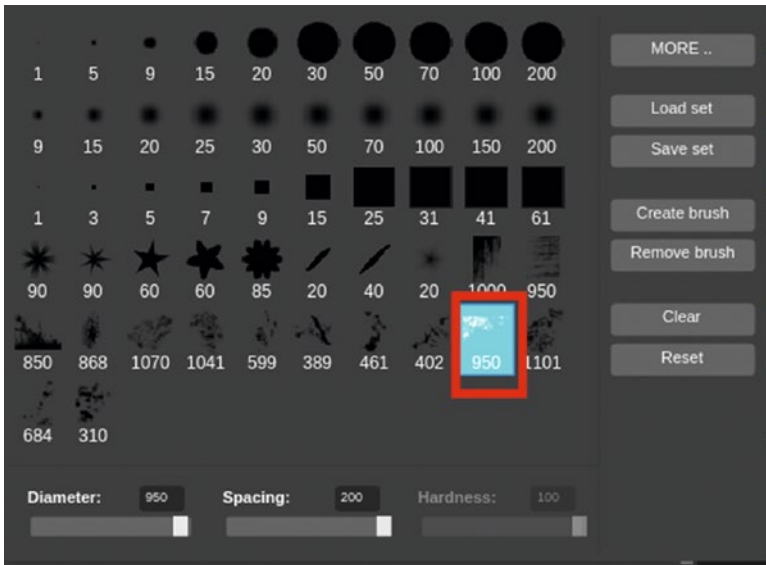 1 5 9 15 20 30 50 70 100 200
MORE ..
9 15 20 25 30 50 70 100 150 200
Load set
Save set
1 3 5 7 9 15 25 31 41 61
Create brush
90 90 60 60 85 20 40 20 1000 950
Remove brush
850 868 1070 1041 599 389 461 402 950 1101
Clear
Reset
684 310
Diameter: 950 Spacing: 200 Hardness: 100